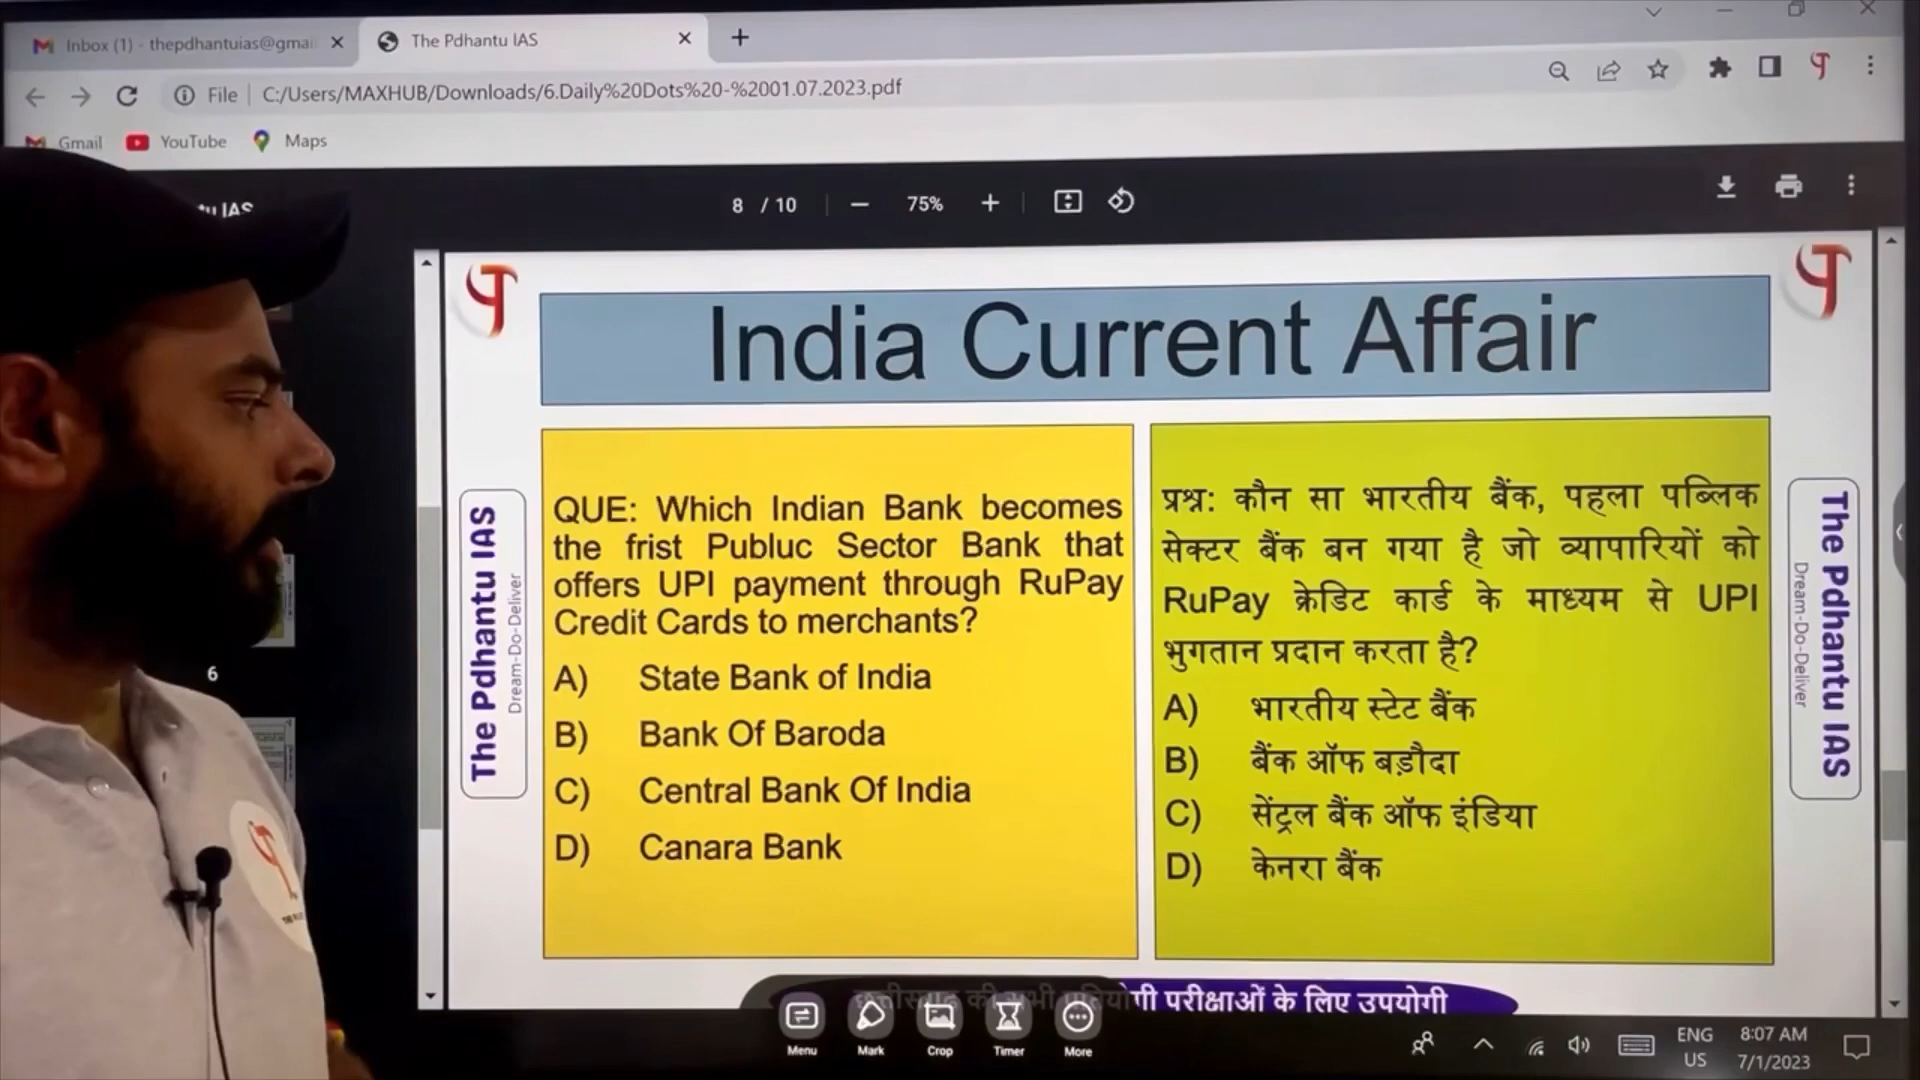 Inbox (1) - thepdhantuias@gmai
The Pdhantu IAS
File
C:/Users/MAXHUB/Downloads/6.Daily%20Dots%20-%2001.07.2023.pdf
Gmail
YouTube
Maps
IAS
8 / 10
75%
6
India Current Affair
The Pdhantu IAS
Dream-Do-Deliver
QUE: Which Indian Bank becomes
the frist Publuc Sector Bank that
offers UPI payment through RuPay
Credit Cards to merchants?
A) State Bank of India
B) Bank Of Baroda
C) Central Bank Of India
D) Canara Bank
प्रश्न: कौन सा भारतीय बैंक, पहला पब्लिक
सेक्टर बैंक बन गया है जो व्यापारियों को
RuPay क्रेडिट कार्ड के माध्यम से UPI
भुगतान प्रदान करता है?
A) भारतीय स्टेट बैंक
B) बैंक ऑफ बड़ौदा
C) सेंट्रल बैंक ऑफ इंडिया
D) केनरा बैंक
The Pdhantu IAS
Dream-Do-Deliver
की सभी परीक्षाओं के लिए उपयोगी
Menu
Mark
Crop
Timer
More
ENG
US
8:07 AM
7/1/2023